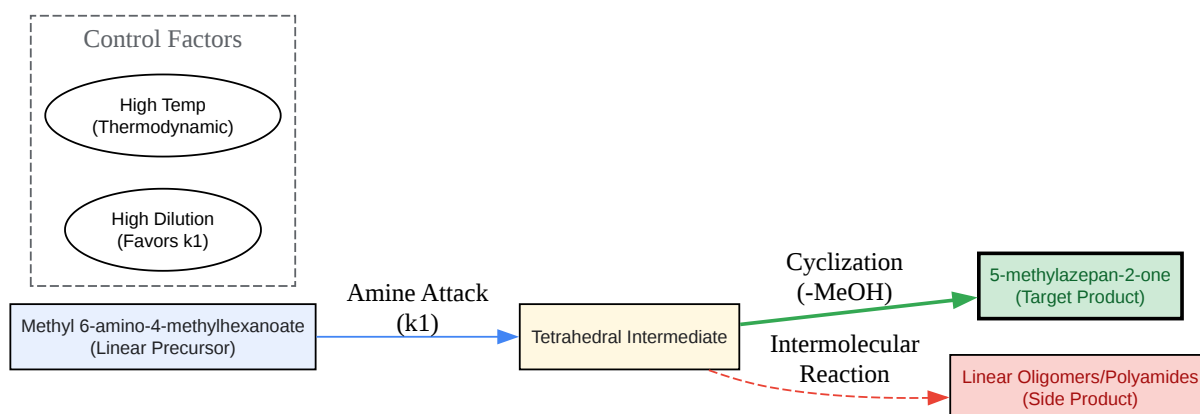 Control Factors
High Temp
(Thermodynamic)
High Dilution
(Favors k1)
Methyl 6-amino-4-methylhexanoate
(Linear Precursor)
Amine Attack
(k1)
Tetrahedral Intermediate
Cyclization
(-MeOH)
5-methylazepan-2-one
(Target Product)
Intermolecular
Reaction
Linear Oligomers/Polyamides
(Side Product)